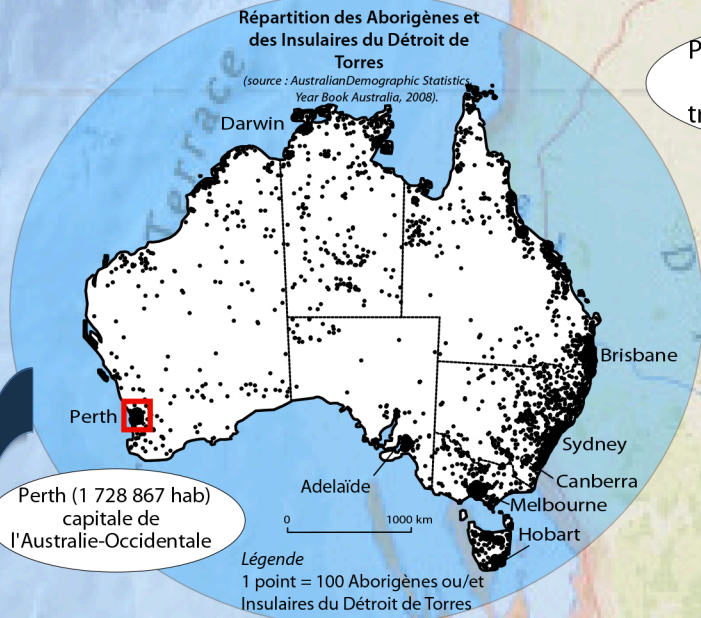 Répartition des Aborigènes et
des Insulaires du Détroit de
Torres
(source : AustralianDemographic Statistics,
Year Book Australia, 2008).
P
tr
Terrace
D
Darwin
Brisbane
Perth
Sydney
Adelaïde
Canberra
Melbourne
Hobart
Perth (1 728 867 hab)
capitale de
l'Australie-Occidentale
0 1000 km
Légende
1 point = 100 Aborigènes ou/et
Insulaires du Détroit de Torres